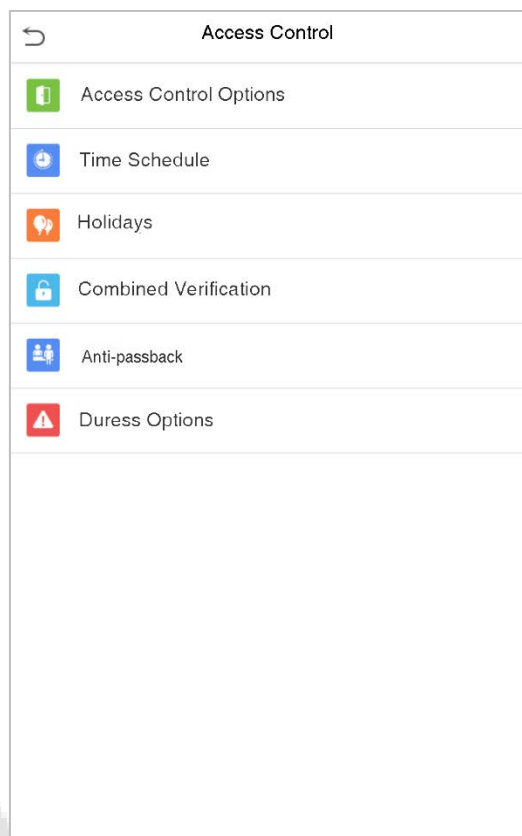 Access Control
Access Control Options
Time Schedule
Holidays
Combined Verification
Anti-passback
Duress Options